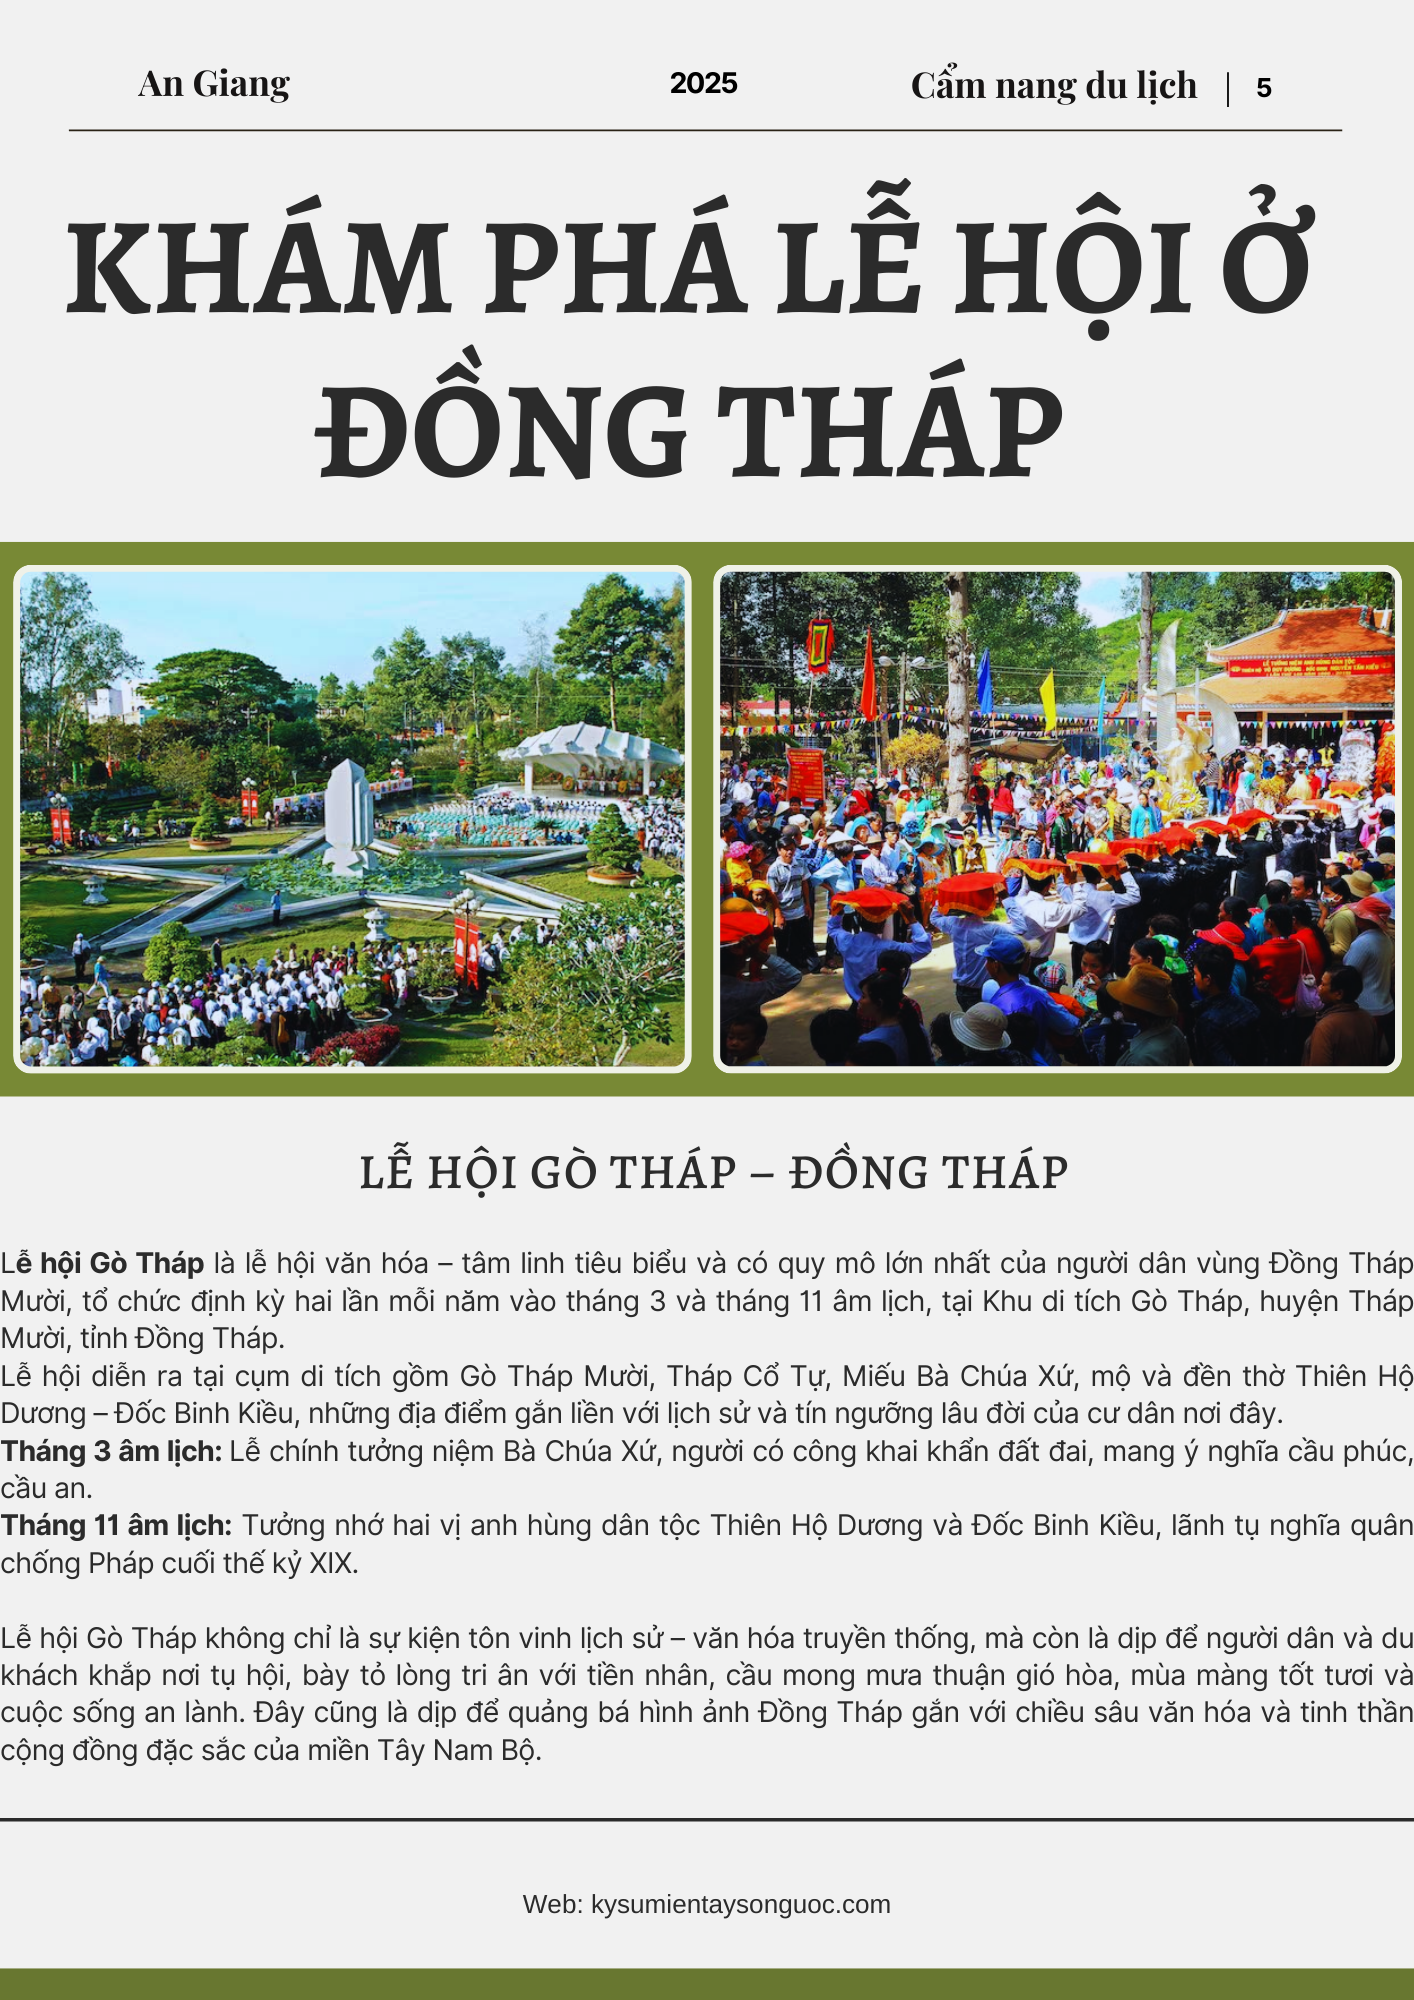 An Giang
2025
Cẩm nang du lịch | 5
KHÁM PHÁ LỄ HỘI Ở
ĐỒNG THÁP
LỄ TƯỞNG NIỆM ANH HÙNG DÂN TỘC
LỄ HỘI GÒ THÁP – ĐỒNG THÁP
Lễ hội Gò Tháp là lễ hội văn hóa – tâm linh tiêu biểu và có quy mô lớn nhất của người dân vùng Đồng Tháp
Mười, tổ chức định kỳ hai lần mỗi năm vào tháng 3 và tháng 11 âm lịch, tại Khu di tích Gò Tháp, huyện Tháp
Mười, tỉnh Đồng Tháp.
Lễ hội diễn ra tại cụm di tích gồm Gò Tháp Mười, Tháp Cổ Tự, Miếu Bà Chúa Xứ, mộ và đền thờ Thiên Hộ
Dương – Đốc Binh Kiều, những địa điểm gắn liền với lịch sử và tín ngưỡng lâu đời của cư dân nơi đây.
Tháng 3 âm lịch: Lễ chính tưởng niệm Bà Chúa Xứ, người có công khai khẩn đất đai, mang ý nghĩa cầu phúc,
cầu an.
Tháng 11 âm lịch: Tưởng nhớ hai vị anh hùng dân tộc Thiên Hộ Dương và Đốc Binh Kiều, lãnh tụ nghĩa quân
chống Pháp cuối thế kỷ XIX.
Lễ hội Gò Tháp không chỉ là sự kiện tôn vinh lịch sử – văn hóa truyền thống, mà còn là dịp để người dân và du
khách khắp nơi tụ hội, bày tỏ lòng tri ân với tiền nhân, cầu mong mưa thuận gió hòa, mùa màng tốt tươi và
cuộc sống an lành. Đây cũng là dịp để quảng bá hình ảnh Đồng Tháp gắn với chiều sâu văn hóa và tinh thần
cộng đồng đặc sắc của miền Tây Nam Bộ.
Web: kysumientaysonguoc.com